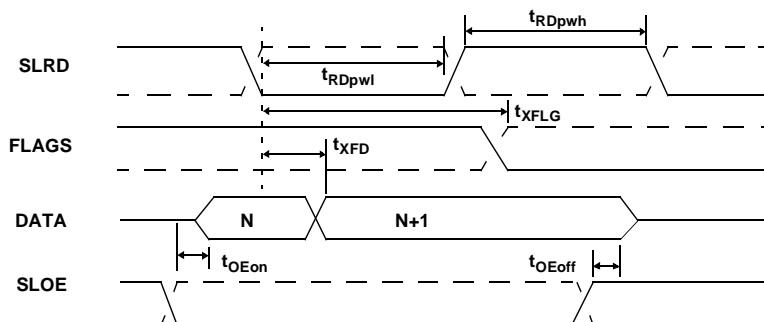 tRDpwh
SLRD
tRDpwl
tXFLG
FLAGS
tXFD
DATA N N+1
tOEon tOEoff
SLOE